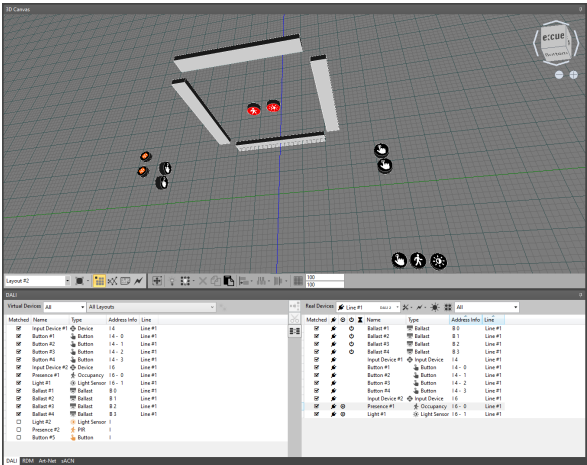 3D Canvas
e:cue
Bottom
Layout #2
100
100
DALI
Virtual Devices All All Layouts
Matched Name Type Address Info Line
Input Device #1 Device I 4 Line #1
Button #1 Button I 4 - 0 Line #1
Button #2 Button I 4 - 1 Line #1
Button #3 Button I 4 - 2 Line #1
Button #4 Button I 4 - 3 Line #1
Input Device #2 Device I 6 Line #1
Presence #1 Occupancy I 6 - 0 Line #1
Light #1 Light Sensor I 6 - 1 Line #1
Ballast #1 Ballast B 0 Line #1
Ballast #2 Ballast B 1 Line #1
Ballast #3 Ballast B 2 Line #1
Ballast #4 Ballast B 3 Line #1
Light #2 Light Sensor I
Presence #2 PIR I
Button #5 Button I
Real Devices Line #1 DALI 2 All
Matched Name Type Address Info Line
Ballast #1 Ballast B 0 Line #1
Ballast #2 Ballast B 1 Line #1
Ballast #3 Ballast B 2 Line #1
Ballast #4 Ballast B 3 Line #1
Input Device #1 Input Device I 4 Line #1
Button #1 Button I 4 - 0 Line #1
Button #2 Button I 4 - 1 Line #1
Button #3 Button I 4 - 2 Line #1
Button #4 Button I 4 - 3 Line #1
Input Device #2 Input Device I 6 Line #1
Presence #1 Occupancy I 6 - 0 Line #1
Light #1 Light Sensor I 6 - 1 Line #1
DALI RDM Art-Net sACN